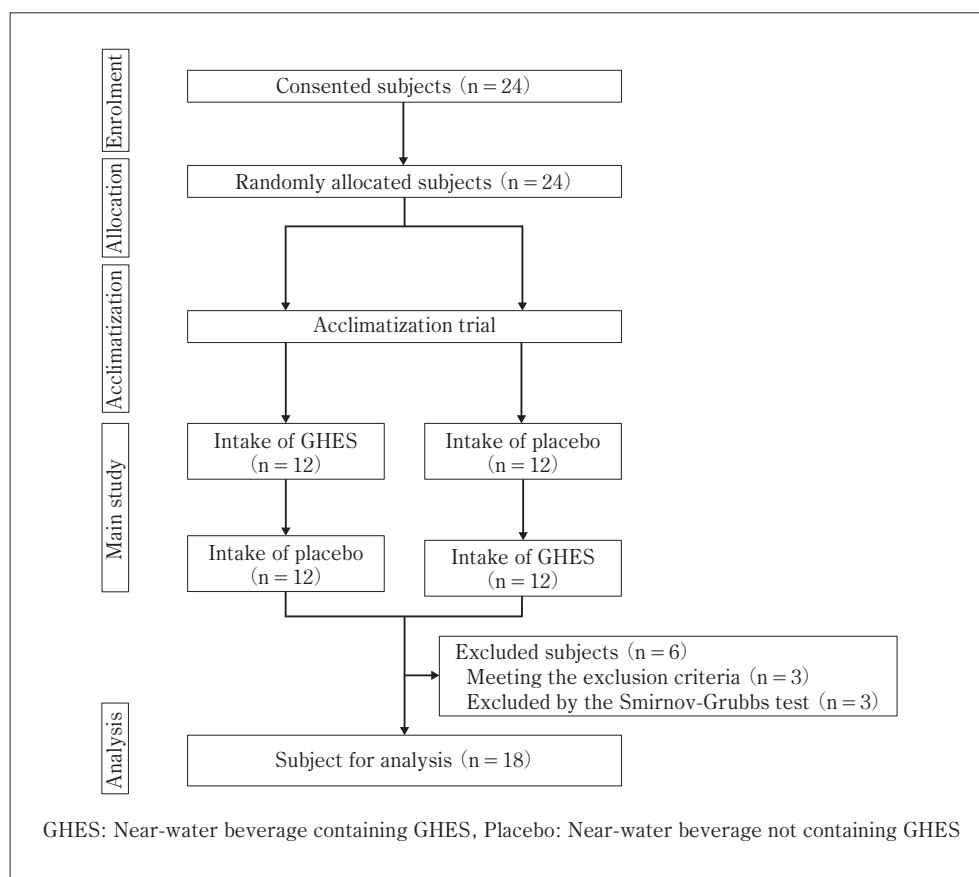 Enrolment
Consented subjects (n = 24)
Allocation
Randomly allocated subjects (n = 24)
Acclimatization
Acclimatization trial
Main study
Intake of GHES
(n = 12)
Intake of placebo
(n = 12)
Intake of placebo
(n = 12)
Intake of GHES
(n = 12)
Excluded subjects (n = 6)
Meeting the exclusion criteria (n = 3)
Excluded by the Smirnov-Grubbs test (n = 3)
Analysis
Subject for analysis (n = 18)
GHES: Near-water beverage containing GHES, Placebo: Near-water beverage not containing GHES